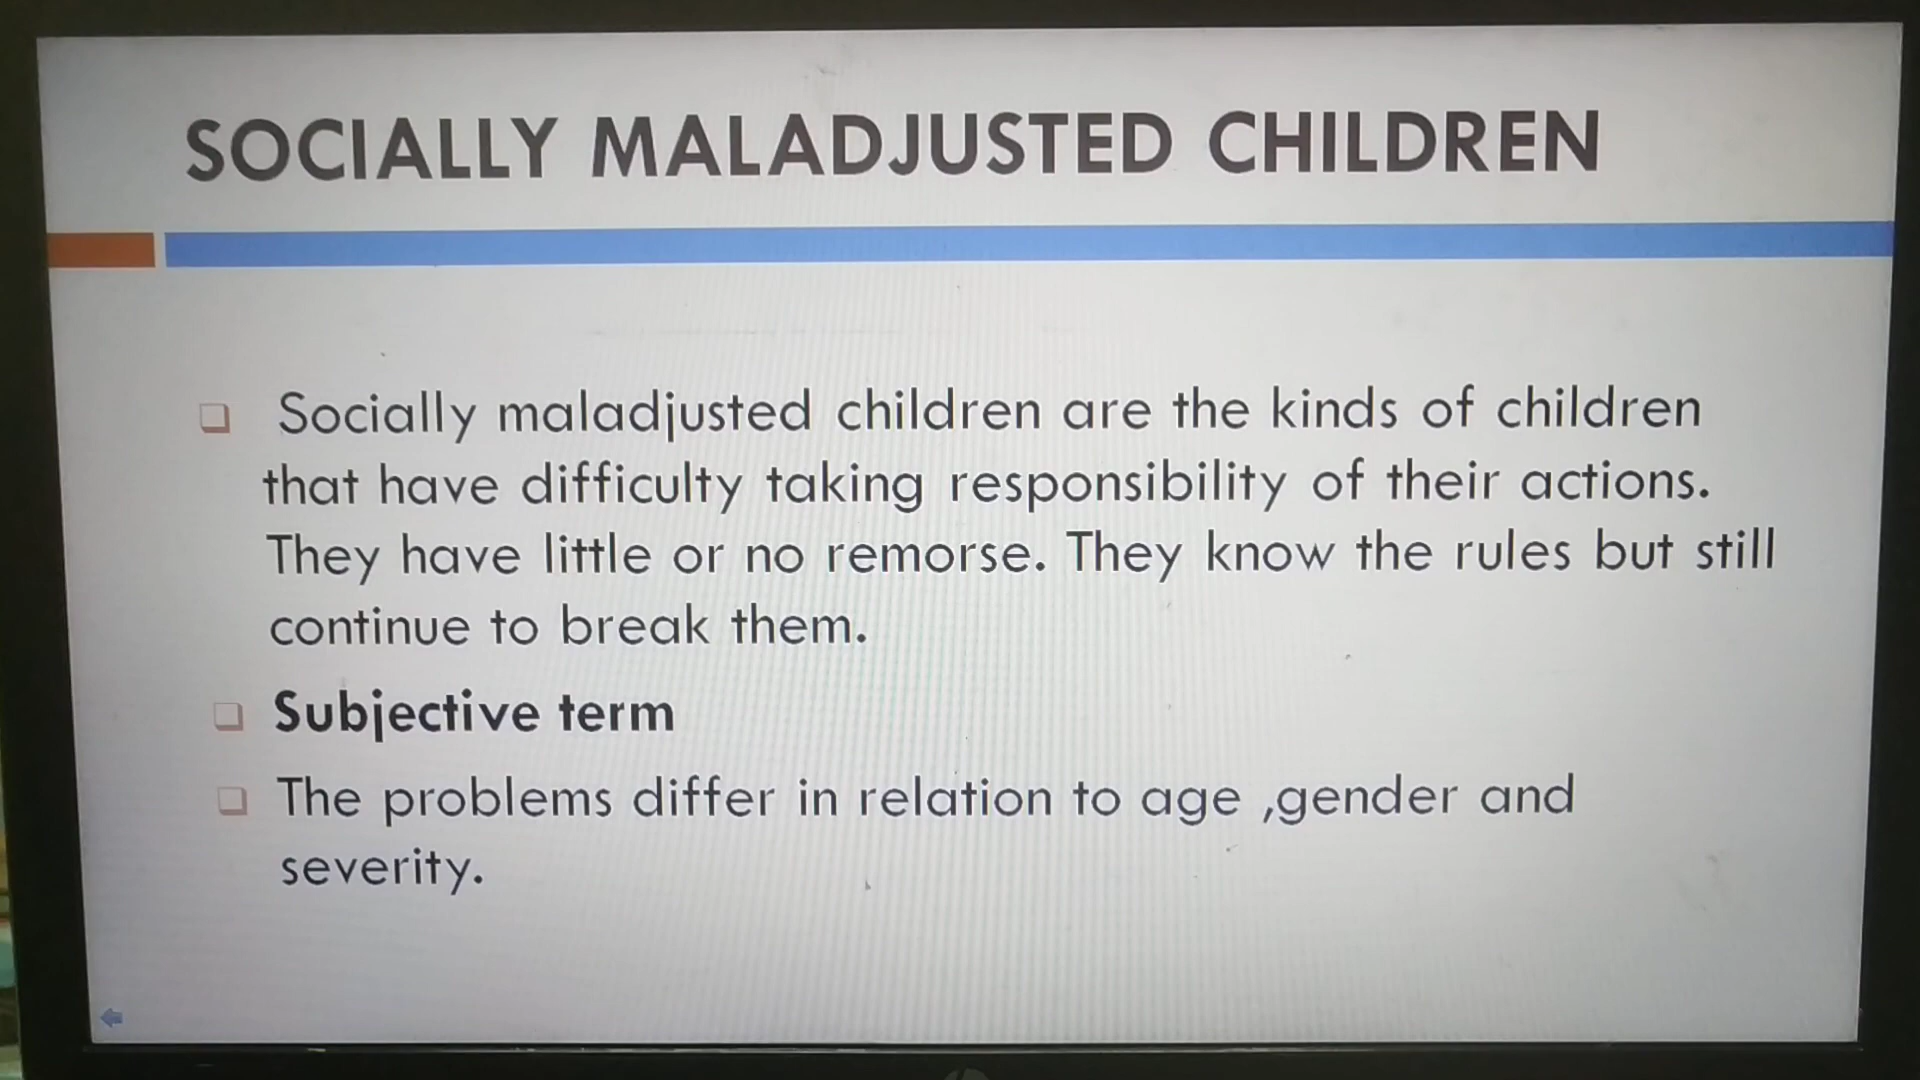 SOCIALLY MALADJUSTED CHILDREN
Socially maladjusted children are the kinds of children
that have difficulty taking responsibility of their actions.
They have little or no remorse. They know the rules but still
continue to break them.
Subjective term
The problems differ in relation to age ,gender and
severity.